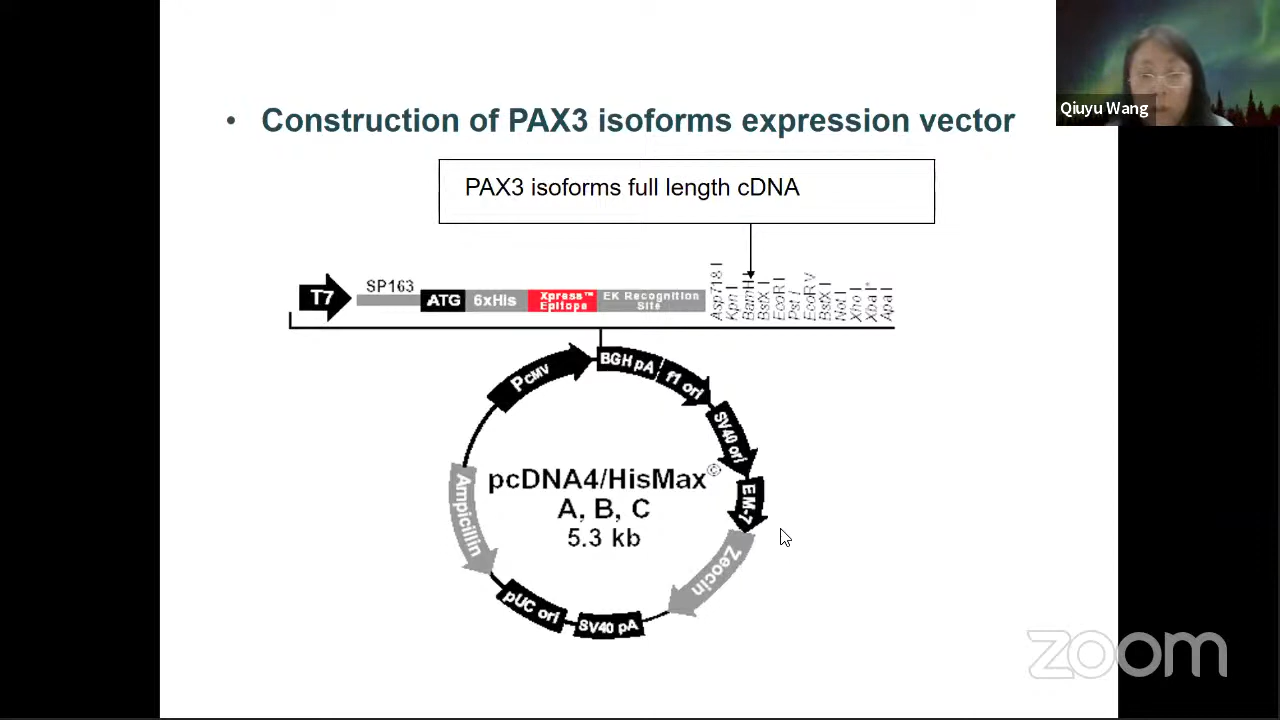 • Construction of PAX3 isoforms expression vector
Qiuyu Wang
PAX3 isoforms full length cDNA
T7
SP163
ATG
6xHis
Xpress™
Epitope
EK Recognition
Site
Asp718 I
Kpn I
BamH I
BstX I
EcoR I
Pst I
EcoR V
BstX I
Not I
Xho I
Xba I*
Apa I
PCMV
BGH pA
f1 ori
SV40 ori
EM-7
Zeocin
SV40 pA
pUC ori
Ampicillin
pcDNA4/HisMax©
A, B, C
5.3 kb
zoom